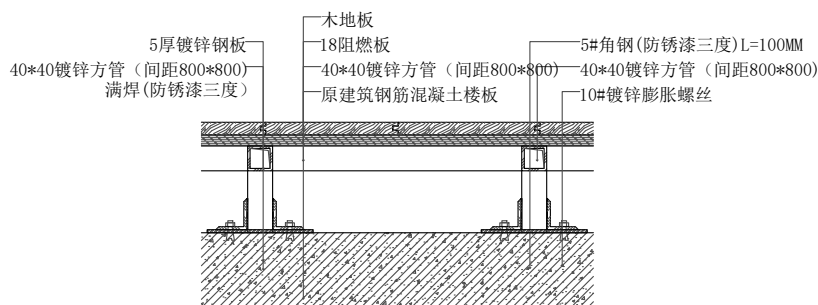 木地板
5厚镀锌钢板
18阻燃板
5#角钢(防锈漆三度)L=100MM
40*40镀锌方管（间距800*800)
40*40镀锌方管（间距800*800)
40*40镀锌方管（间距800*800)
满焊(防锈漆三度）
原建筑钢筋混凝土楼板
10#镀锌膨胀螺丝